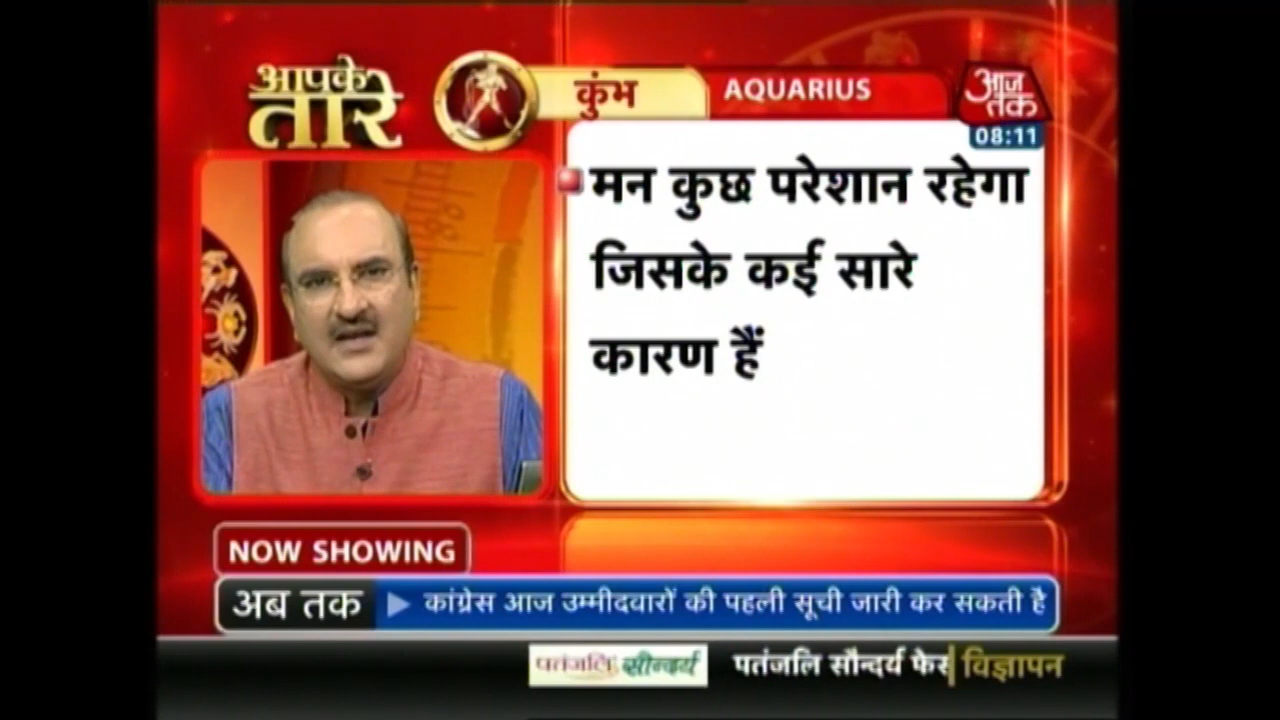 आपके
तारे
कुंभ
AQUARIUS
आज
तक
08:11
मन कुछ परेशान रहेगा
जिसके कई सारे
कारण हैं
NOW SHOWING
अब तक
कांग्रेस आज उम्मीदवारों की पहली सूची जारी कर सकती है
पतंजलि सौन्दर्य
पतंजलि सौन्दर्य फेस
विज्ञापन